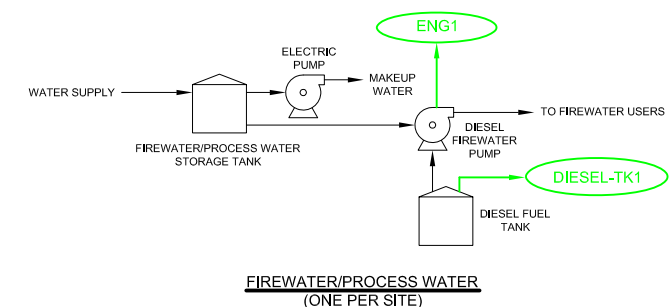 ENG1
ELECTRIC
PUMP
WATER SUPPLY
MAKEUP
WATER
TO FIREWATER USERS
DIESEL
FIREWATER
PUMP
FIREWATER/PROCESS WATER
STORAGE TANK
DIESEL-TK1
DIESEL FUEL
TANK
FIREWATER/PROCESS WATER
(ONE PER SITE)